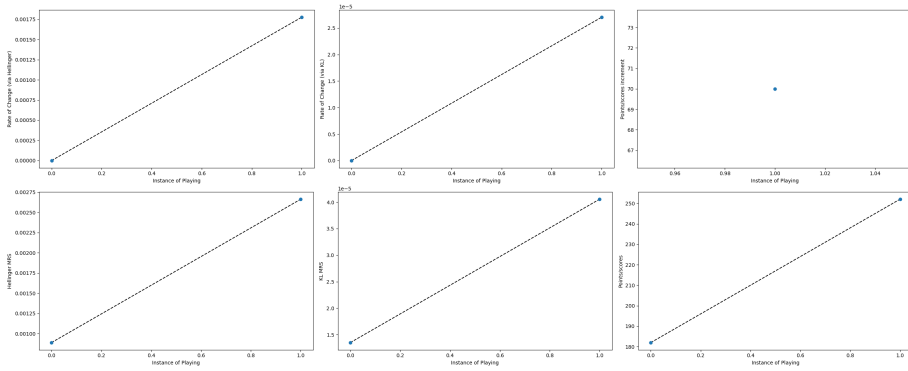 0.00175
0.00150
0.00125
0.00100
0.00075
0.00050
0.00025
0.00000
Rate of Change (via Hellinger)
0.0 0.2 0.4 0.6 0.8 1.0
Instance of Playing
1e−5
2.5
2.0
1.5
1.0
0.5
0.0
Rate of Change (via KL)
0.0 0.2 0.4 0.6 0.8 1.0
Instance of Playing
73
72
71
70
69
68
67
Points/scores increment
0.96 0.98 1.00 1.02 1.04
Instance of Playing
0.00275
0.00250
0.00225
0.00200
0.00175
0.00150
0.00125
0.00100
Hellinger MRS
0.0 0.2 0.4 0.6 0.8 1.0
Instance of Playing
1e−5
4.0
3.5
3.0
2.5
2.0
1.5
KL MRS
0.0 0.2 0.4 0.6 0.8 1.0
Instance of Playing
250
240
230
220
210
200
190
180
Points/scores
0.0 0.2 0.4 0.6 0.8 1.0
Instance of Playing